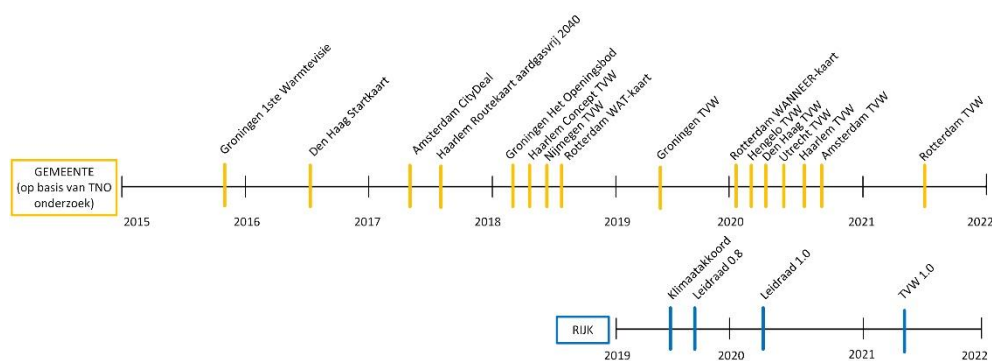 Groningen 1ste Warmtevisie
Den Haag Startkaart
Amsterdam CityDeal
Haarlem Routekaart aardgasvrij 2040
Groningen Het Openingsbod
Haarlem Concept TVW
Nijmegen TVW
Rotterdam WAT-kaart
Groningen TVW
Rotterdam WANNEER-kaart
Hengelo TVW
Den Haag TVW
Utrecht TVW
Haarlem TVW
Amsterdam TVW
Rotterdam TVW
GEMEENTE
(op basis van TNO
onderzoek)
2015 2016 2017 2018 2019 2020 2021 2022
Klimaatakkoord
Leidraad 0.8
Leidraad 1.0
TVW 1.0
RIJK
2019 2020 2021 2022